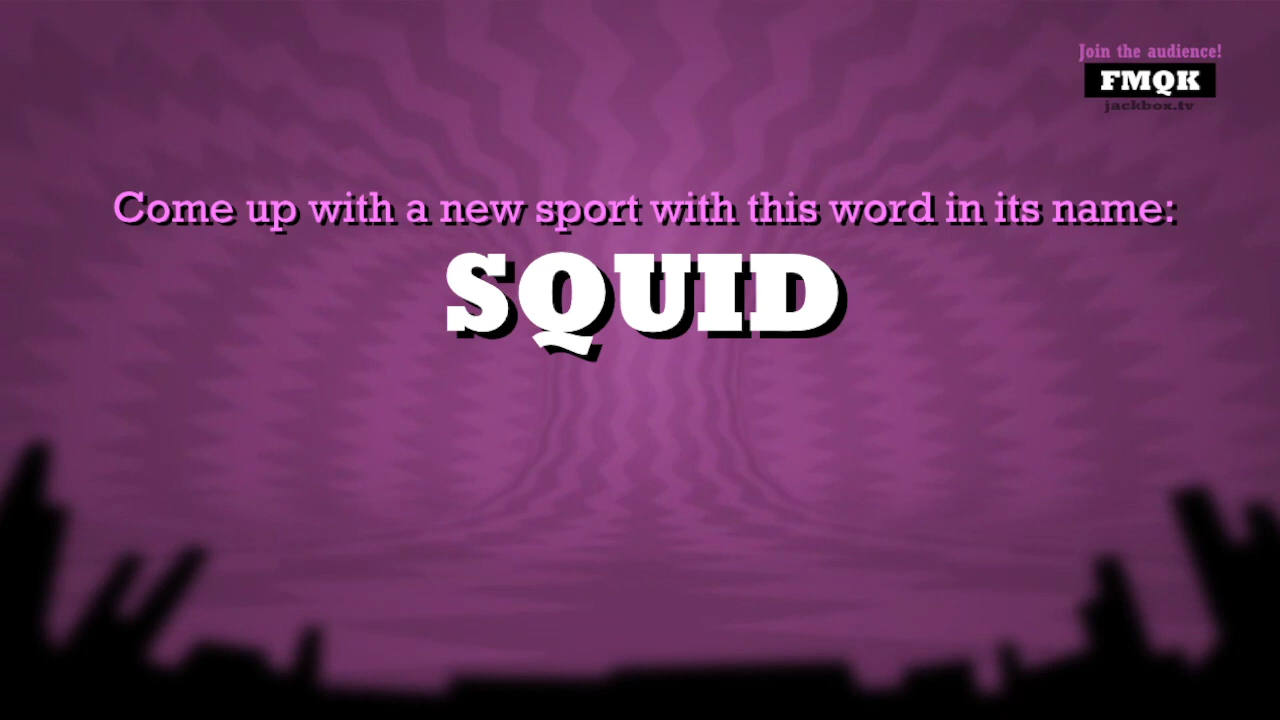 Join the audience!
FMQK
jackbox.tv
Come up with a new sport with this word in its name:
SQUID